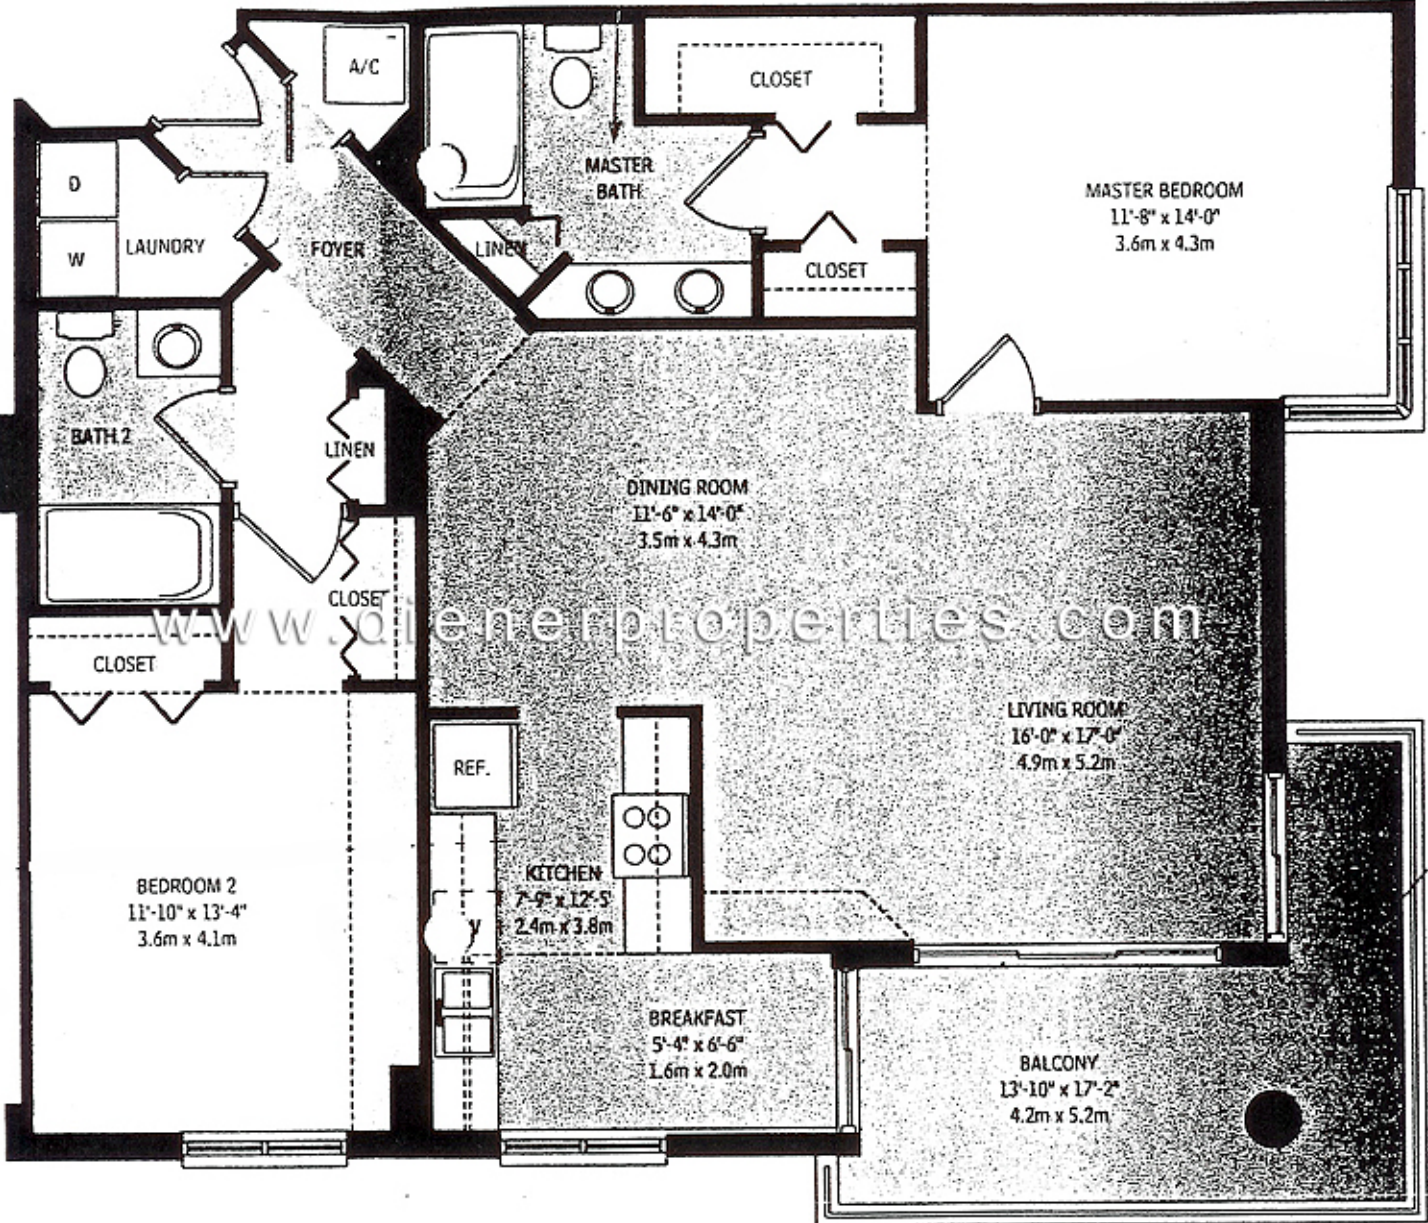 A/C
CLOSET
MASTER
BATH
MASTER BEDROOM
11'-8" x 14'-0"
3.6m x 4.3m
D
W
LAUNDRY
FOYER
LINEN
CLOSET
BATH 2
LINEN
DINING ROOM
11'-6" x 14'-0"
3.5m x 4.3m
CLOSET
www.dienerproperties.com
CLOSET
LIVING ROOM
16'-0" x 17'-0"
4.9m x 5.2m
REF.
BEDROOM 2
11'-10" x 13'-4"
3.6m x 4.1m
KITCHEN
7'-9" x 12'-5
2.4m x 3.8m
BREAKFAST
5'-4" x 6'-6"
1.6m x 2.0m
BALCONY
13'-10" x 17'-2"
4.2m x 5.2m